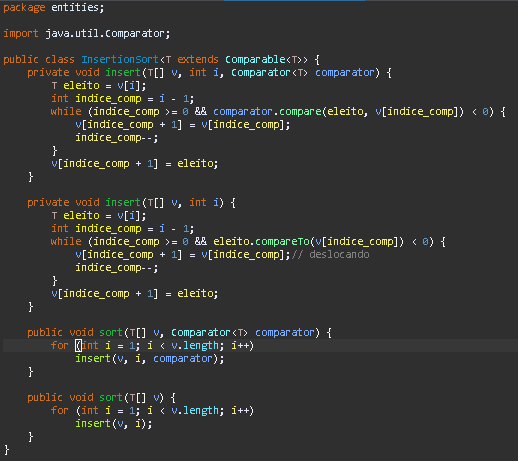 package entities;
import java.util.Comparator;
public class InsertionSort<T extends Comparable<T>> {
    private void insert(T[] v, int i, Comparator<T> comparator) {
        T eleito = v[i];
        int indice_comp = i - 1;
        while (indice_comp >= 0 && comparator.compare(eleito, v[indice_comp]) < 0) {
            v[indice_comp + 1] = v[indice_comp];
            indice_comp--;
        }
        v[indice_comp + 1] = eleito;
    }
    private void insert(T[] v, int i) {
        T eleito = v[i];
        int indice_comp = i - 1;
        while (indice_comp >= 0 && eleito.compareTo(v[indice_comp]) < 0) {
            v[indice_comp + 1] = v[indice_comp];// deslocando
            indice_comp--;
        }
        v[indice_comp + 1] = eleito;
    }
    public void sort(T[] v, Comparator<T> comparator) {
        for (int i = 1; i < v.length; i++)
            insert(v, i, comparator);
    }
    public void sort(T[] v) {
        for (int i = 1; i < v.length; i++)
            insert(v, i);
    }
}